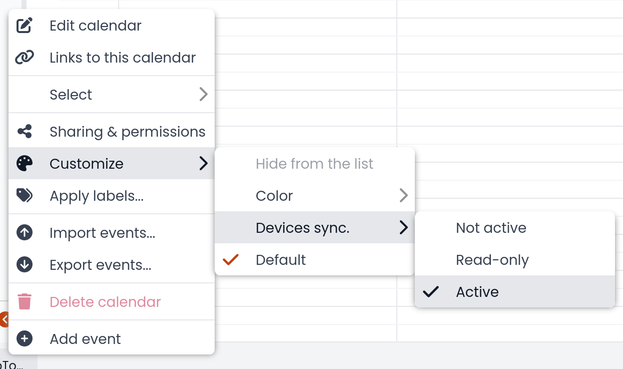 Edit calendar
Links to this calendar
Select
Sharing & permissions
Customize
Apply labels...
Import events...
Export events...
Delete calendar
Add event
Hide from the list
Color
Devices sync.
Default
Not active
Read-only
Active